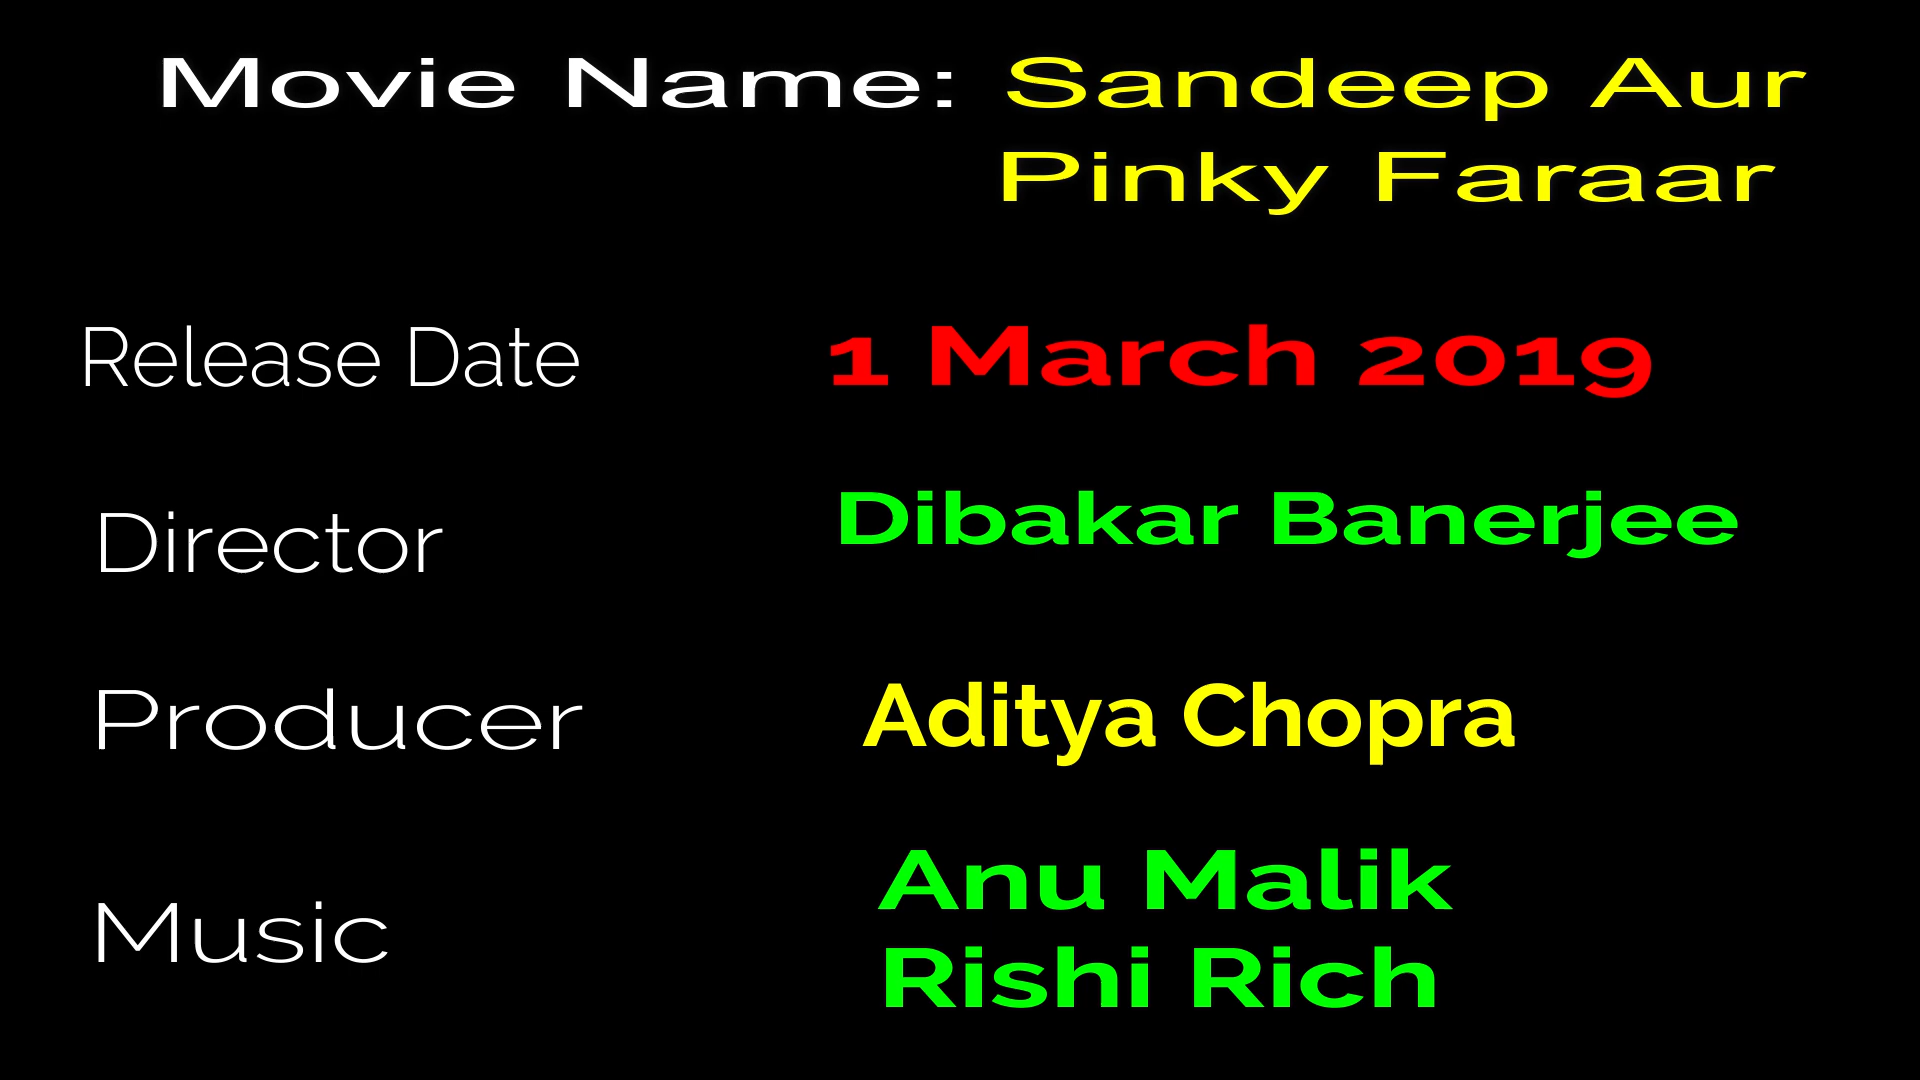 Movie Name: Sandeep Aur
Pinky Faraar
Release Date 1 March 2019
Director Dibakar Banerjee
Producer Aditya Chopra
Music Anu Malik
Rishi Rich